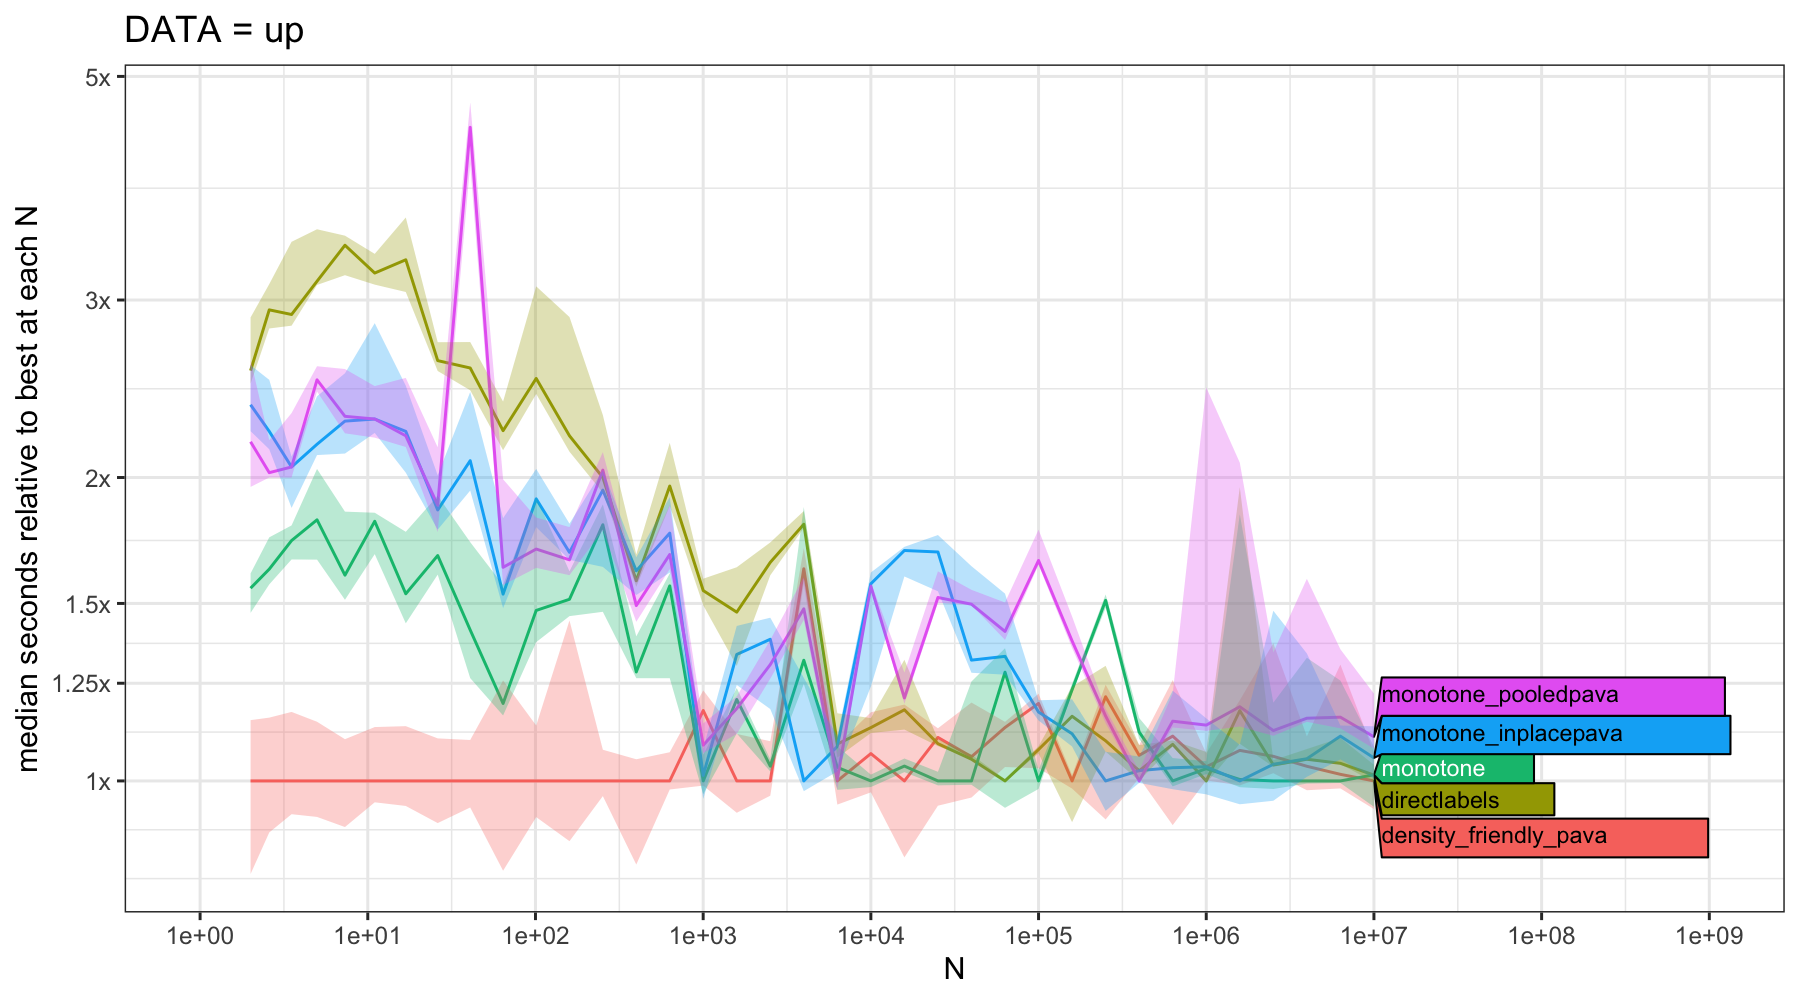 DATA = up
median seconds relative to best at each N
5x
3x
2x
1.5x
1.25x
1x
monotone_pooledpava
monotone_inplacepava
monotone
directlabels
density_friendly_pava
1e+00 1e+01 1e+02 1e+03 1e+04 1e+05 1e+06 1e+07 1e+08 1e+09
N